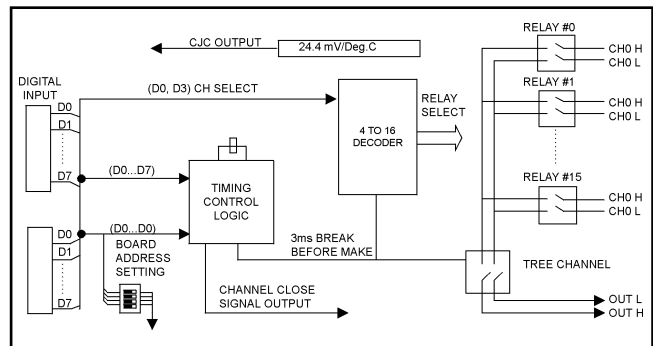 CJC OUTPUT
24.4 mV/Deg.C
RELAY #0
CH0 H
CH0 L
DIGITAL
INPUT
D0
D1
D7
(D0, D3) CH SELECT
4 TO 16
DECODER
RELAY
SELECT
RELAY #1
CH0 H
CH0 L
(D0...D7)
TIMING
CONTROL
LOGIC
RELAY #15
CH0 H
CH0 L
D0
D1
D7
(D0...D0)
BOARD
ADDRESS
SETTING
3ms BREAK
BEFORE MAKE
TREE CHANNEL
CHANNEL CLOSE
SIGNAL OUTPUT
OUT L
OUT H